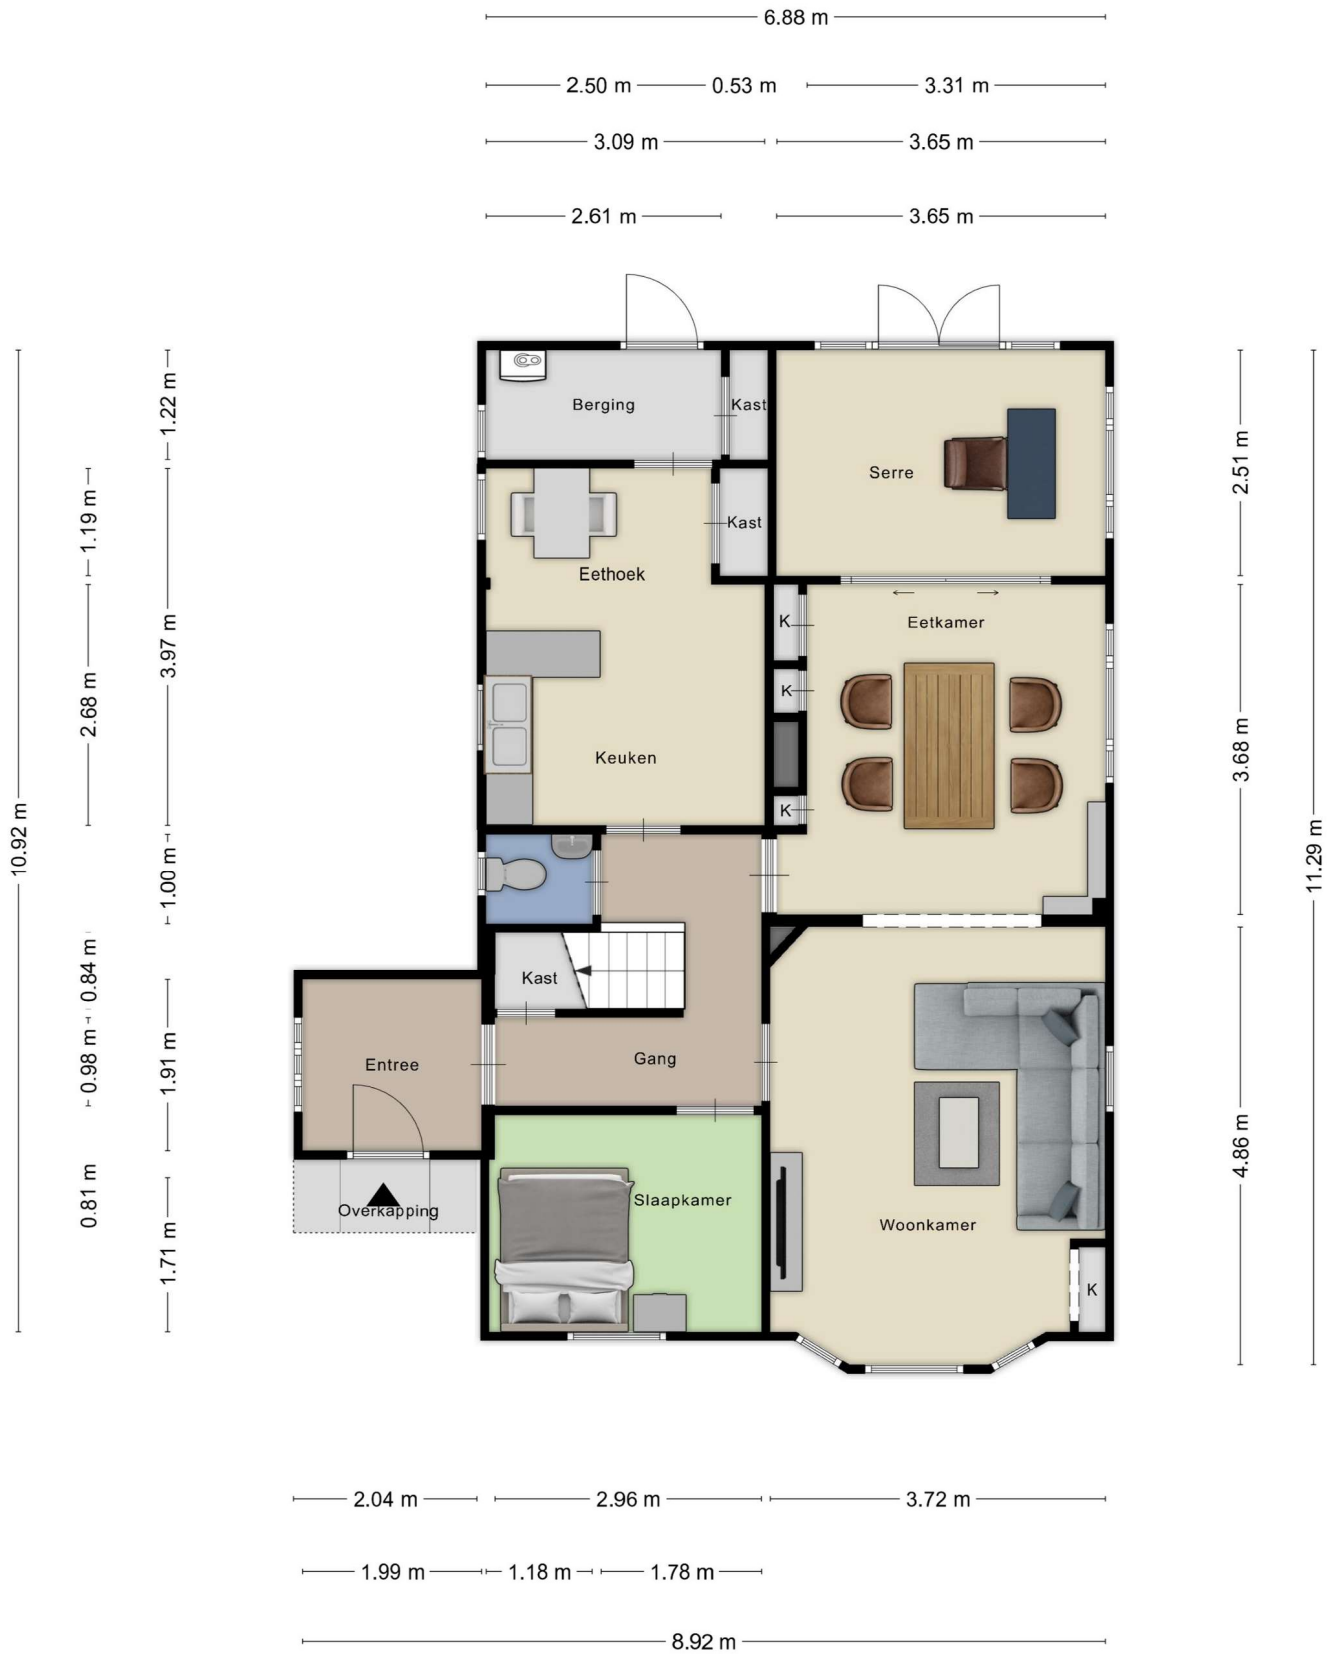 6.88 m
2.50 m 0.53 m 3.31 m
3.09 m 3.65 m
2.61 m 3.65 m
Berging
Kast
Serre
Kast
Eethoek
Eetkamer
K
K
Keuken
K
Kast
Gang
Entree
Slaapkamer
Overkapping
Woonkamer
K
10.92 m
1.19 m
2.68 m
0.84 m
0.98 m
0.81 m
1.22 m
3.97 m
1.00 m
1.91 m
1.71 m
2.51 m
3.68 m
4.86 m
11.29 m
2.04 m 2.96 m 3.72 m
1.99 m 1.18 m 1.78 m
8.92 m